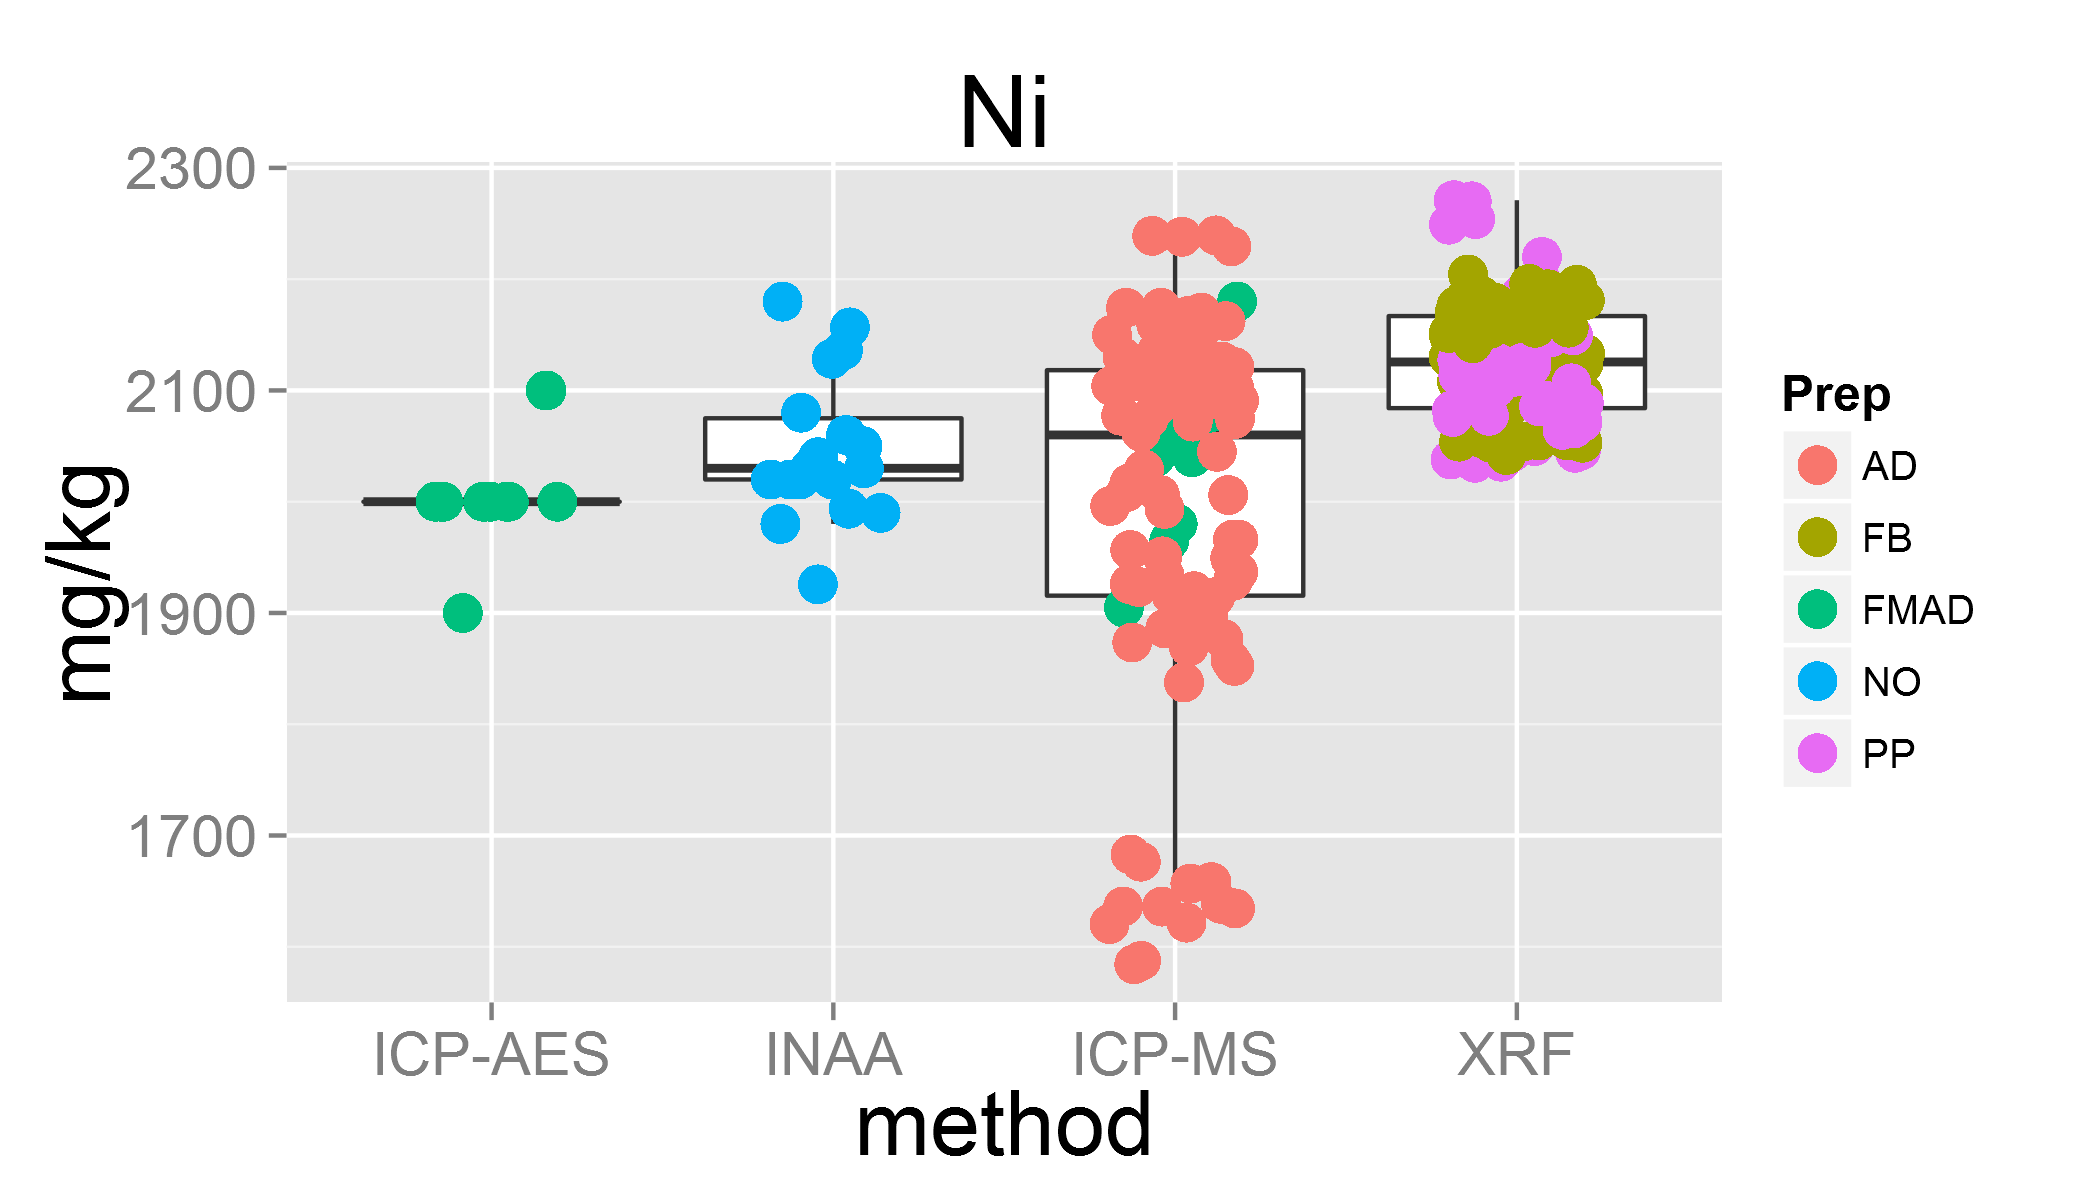 Ni
mg/kg
2300
2100
1900
1700
ICP-AES INAA ICP-MS XRF
method
Prep
AD
FB
FMAD
NO
PP